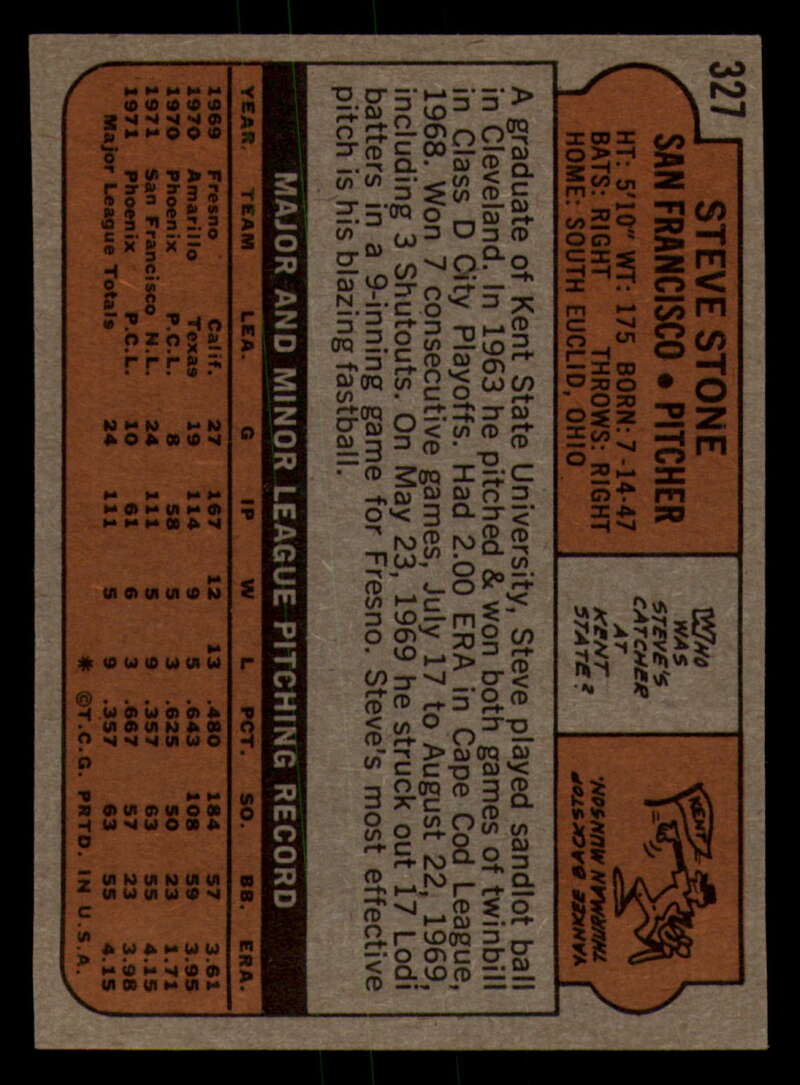 327
STEVE STONE
SAN FRANCISCO • PITCHER
HT: 5'10" WT: 175 BORN: 7-14-47
BATS: RIGHT THROWS: RIGHT
HOME: SOUTH EUCLID, OHIO
WHO
WAS
STEVE'S
CATCHER
AT
KENT
STATE?
KENT
YANKEE BACKSTOP
THURMAN MUNSON.
A graduate of Kent State University, Steve played sandlot ball
in Cleveland. In 1963 he pitched & won both games of twinbill
in Class D City Playoffs. Had 2.00 ERA in Cape Cod League,
1968. Won 7 consecutive games, July 17 to August 22, 1969,
including 3 Shutouts. On May 23, 1969 he struck out 17 Lodi
batters in a 9-inning game for Fresno. Steve's most effective
pitch is his blazing fastball.
MAJOR AND MINOR LEAGUE PITCHING RECORD
YEAR TEAM LEA. G IP W L PCT. SO. BB. ERA.
1969 Fresno Calif. 27 167 12 13 .480 184 57 3.61
1970 Amarillo Texas 19 114 9 5 .643 108 59 3.95
1970 Phoenix P.C.L. 8 58 5 3 .625 50 23 1.71
1971 San Francisco N.L. 24 111 5 9 .357 63 55 4.15
1971 Phoenix P.C.L. 10 61 6 3 .667 57 23 3.98
Major League Totals 24 111 5 9 .357 63 55 4.15
* ©T.C.G. PRTD. IN U.S.A.